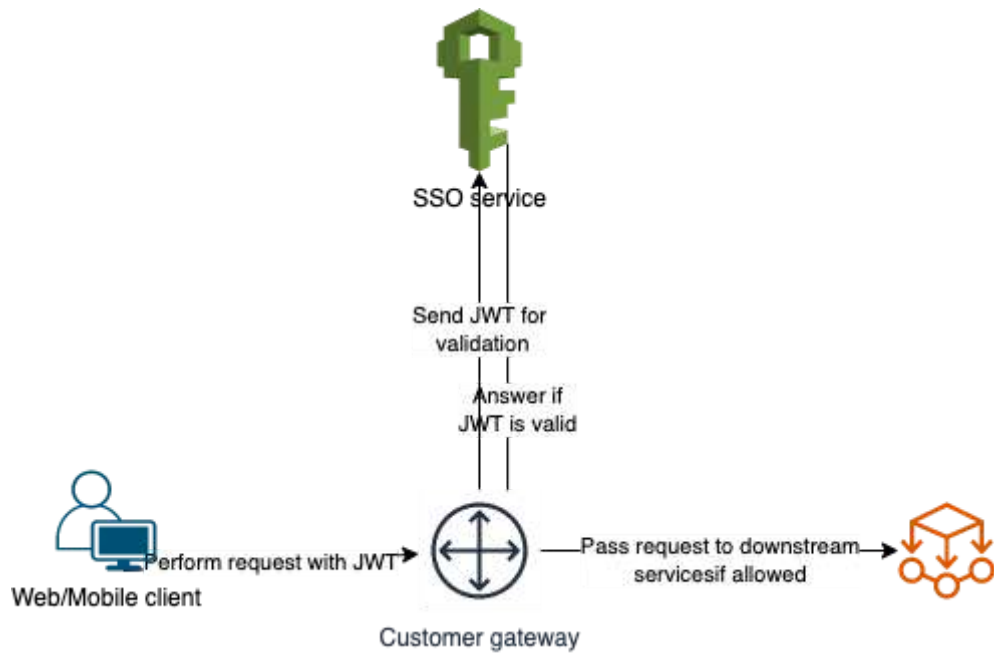 SSO service
Send JWT for
validation
Answer if
JWT is valid
Perform request with JWT
Pass request to downstream
servicesif allowed
Web/Mobile client
Customer gateway